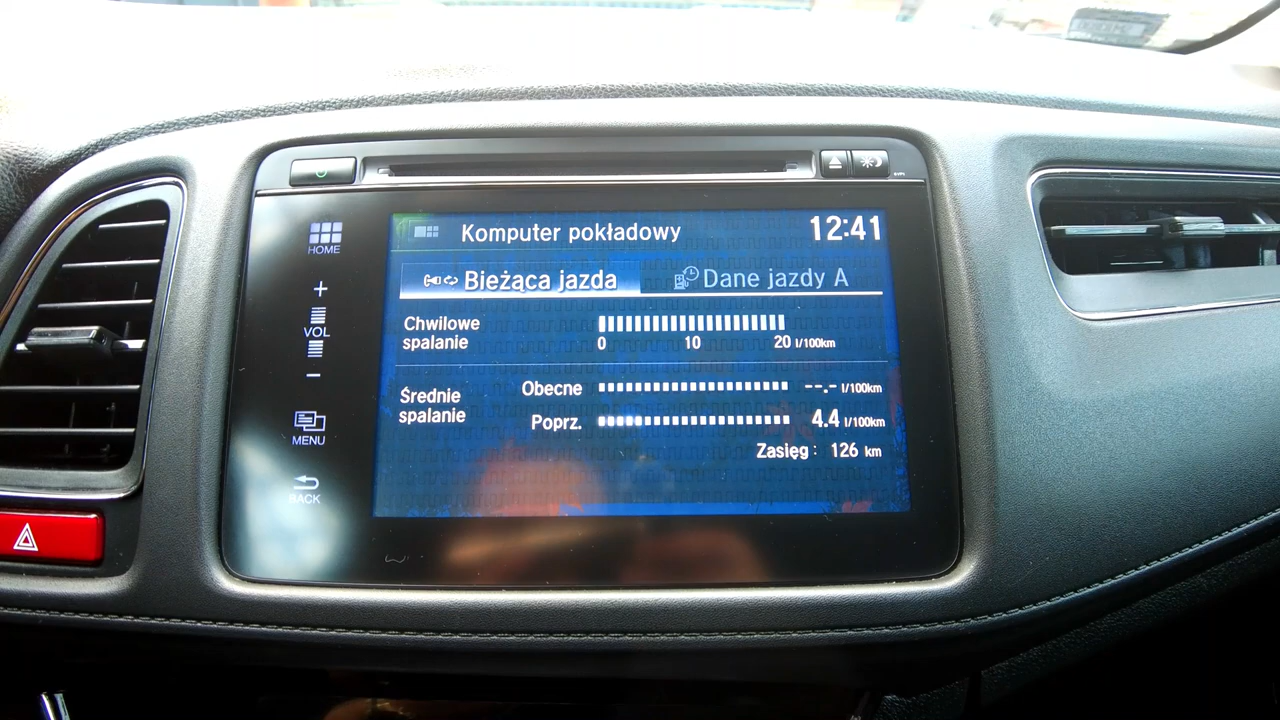 HOME
+
VOL
−
MENU
BACK
Komputer pokładowy 12:41
Bieżąca jazda Dane jazdy A
Chwilowe spalanie
0 10 20 l/100km
Średnie spalanie
Obecne --.- l/100km
Poprz. 4.4 l/100km
Zasięg: 126 km